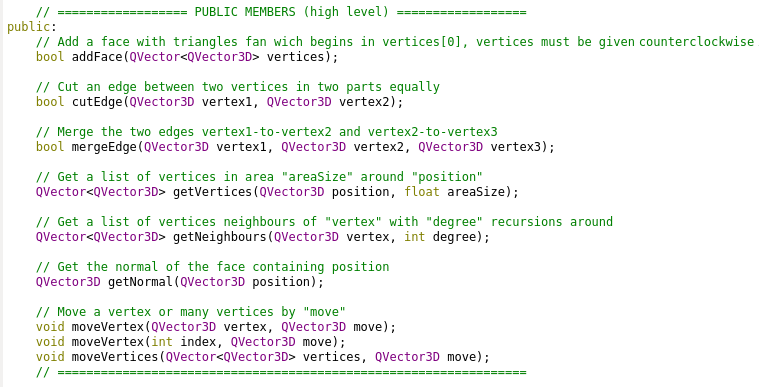 // ================== PUBLIC MEMBERS (high level) ==================
public:
// Add a face with triangles fan wich begins in vertices[0], vertices must be given counterclockwise
bool addFace(QVector<QVector3D> vertices);
// Cut an edge between two vertices in two parts equally
bool cutEdge(QVector3D vertex1, QVector3D vertex2);
// Merge the two edges vertex1-to-vertex2 and vertex2-to-vertex3
bool mergeEdge(QVector3D vertex1, QVector3D vertex2, QVector3D vertex3);
// Get a list of vertices in area "areaSize" around "position"
QVector<QVector3D> getVertices(QVector3D position, float areaSize);
// Get a list of vertices neighbours of "vertex" with "degree" recursions around
QVector<QVector3D> getNeighbours(QVector3D vertex, int degree);
// Get the normal of the face containing position
QVector3D getNormal(QVector3D position);
// Move a vertex or many vertices by "move"
void moveVertex(QVector3D vertex, QVector3D move);
void moveVertex(int index, QVector3D move);
void moveVertices(QVector<QVector3D> vertices, QVector3D move);
// =================================================================